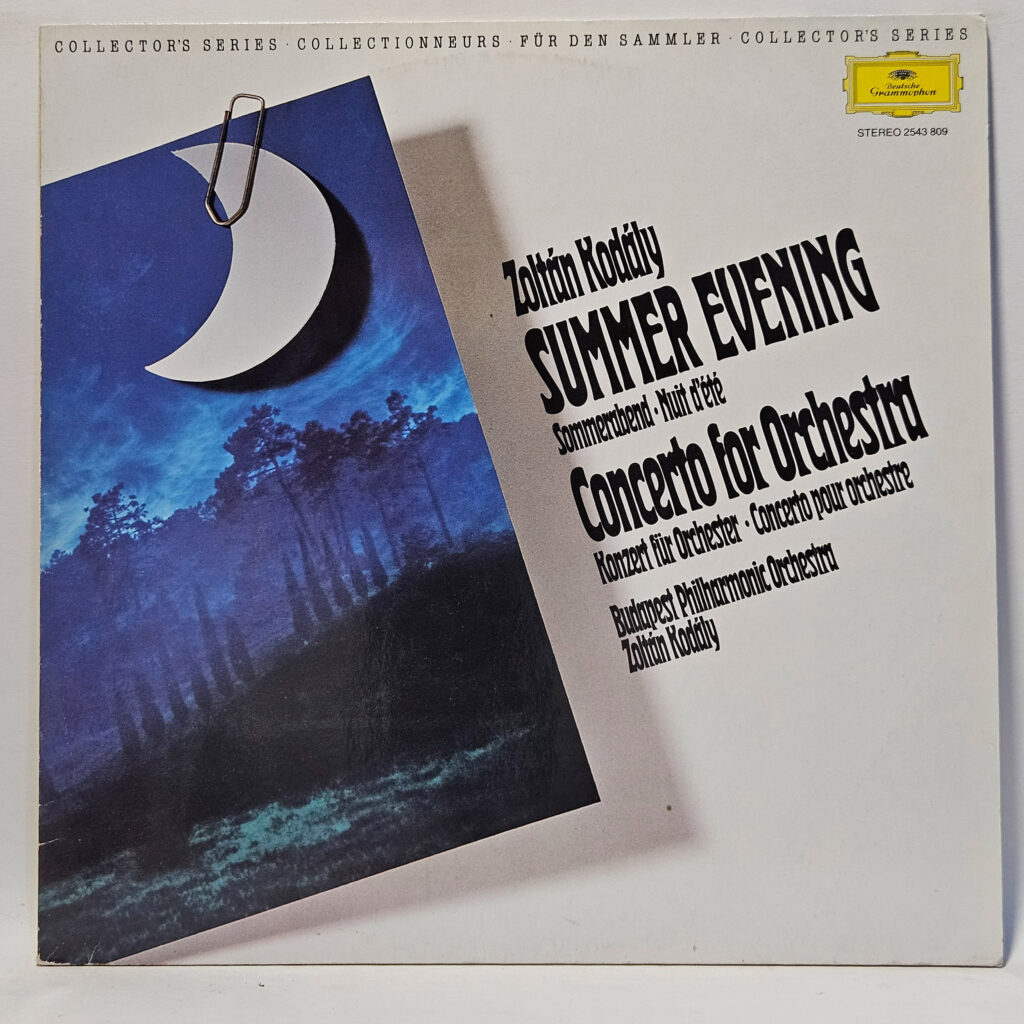 COLLECTOR'S SERIES · COLLECTIONNEURS · FÜR DEN SAMMLER · COLLECTOR'S SERIES
Deutsche
Grammophon
STEREO 2543 809
Zoltán Kodály
SUMMER EVENING
Sommerabend · Nuit d'été
Concerto for Orchestra
Konzert für Orchester · Concerto pour orchestre
Budapest Philharmonic Orchestra
Zoltán Kodály